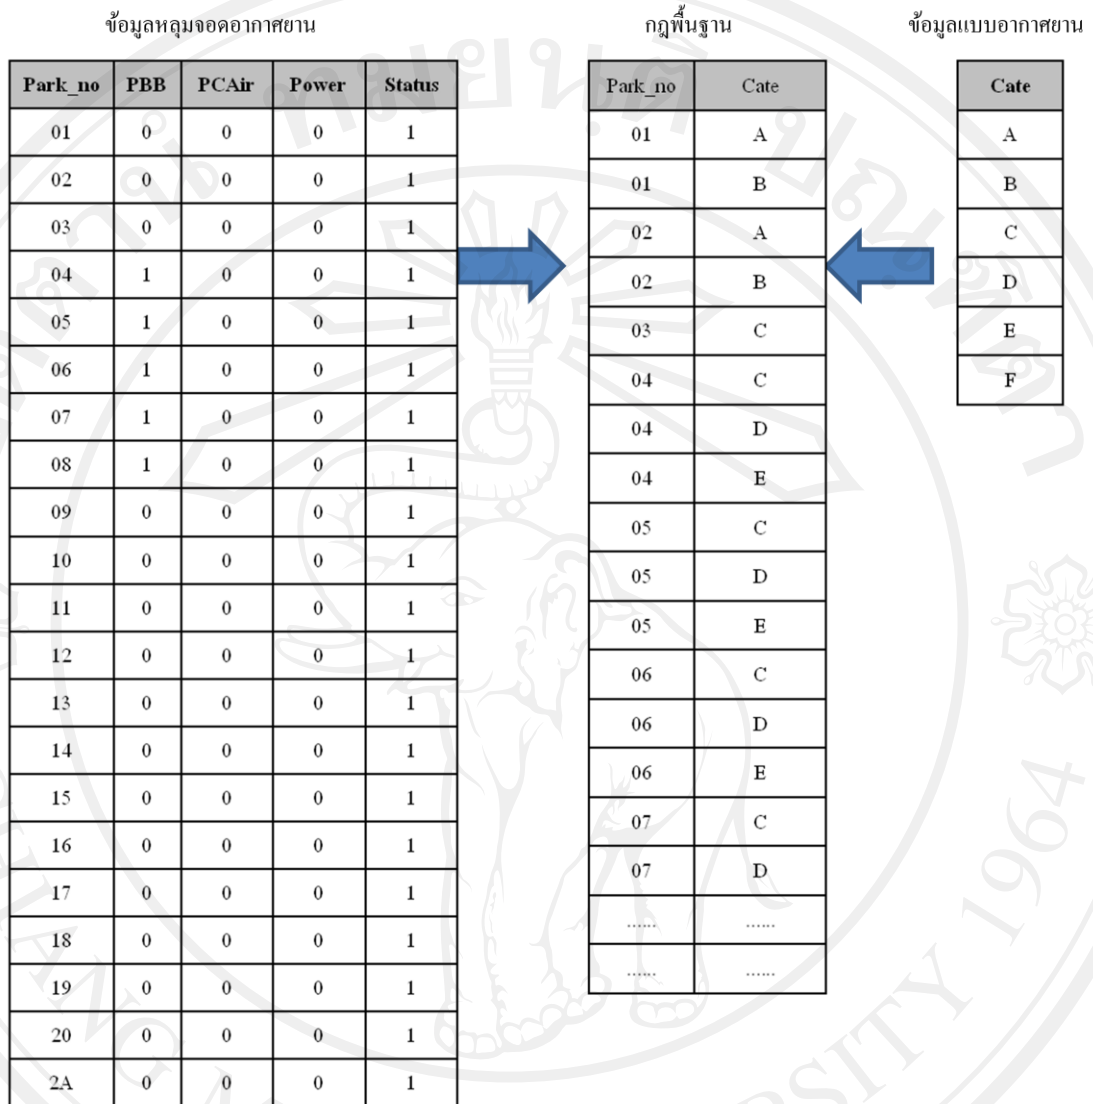 ข้อมูลหลุมจอดอากาศยาน
Park_no PBB PCAir Power Status
01 0 0 0 1
02 0 0 0 1
03 0 0 0 1
04 1 0 0 1
05 1 0 0 1
06 1 0 0 1
07 1 0 0 1
08 1 0 0 1
09 0 0 0 1
10 0 0 0 1
11 0 0 0 1
12 0 0 0 1
13 0 0 0 1
14 0 0 0 1
15 0 0 0 1
16 0 0 0 1
17 0 0 0 1
18 0 0 0 1
19 0 0 0 1
20 0 0 0 1
2A 0 0 0 1
กฎพื้นฐาน
Park_no Cate
01 A
01 B
02 A
02 B
03 C
04 C
04 D
04 E
05 C
05 D
05 E
06 C
06 D
06 E
07 C
07 D
...... ......
...... ......
ข้อมูลแบบอากาศยาน
Cate
A
B
C
D
E
F
1964